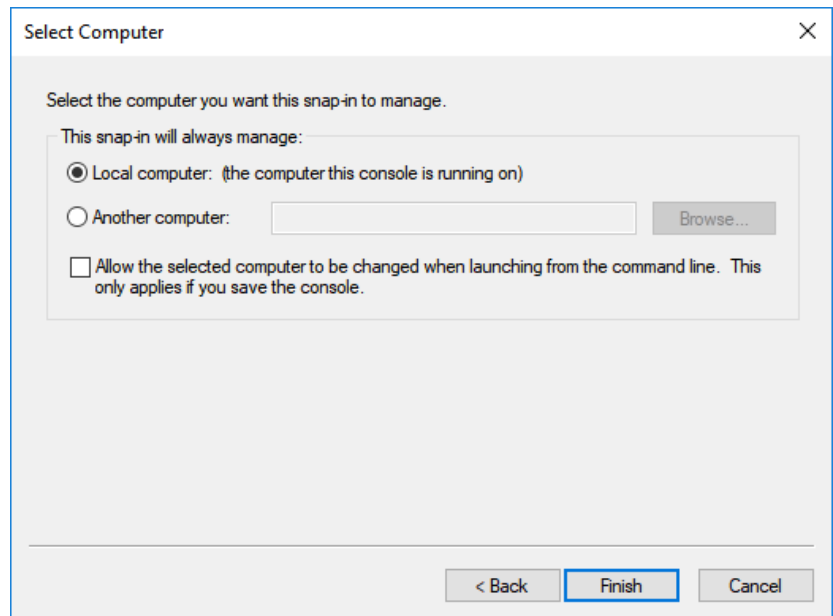 Select Computer
Select the computer you want this snap-in to manage.
This snap-in will always manage:
Local computer: (the computer this console is running on)
Another computer:
Browse...
Allow the selected computer to be changed when launching from the command line. This
only applies if you save the console.
< Back
Finish
Cancel